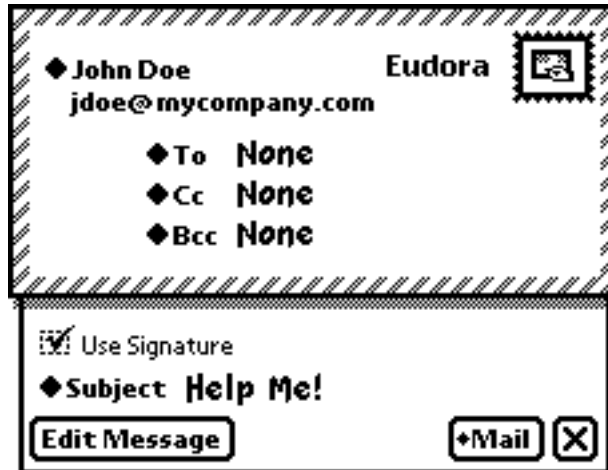 John Doe
Eudora
jdoe@mycompany.com
To None
Cc None
Bcc None
Use Signature
Subject Help Me!
Edit Message
Mail